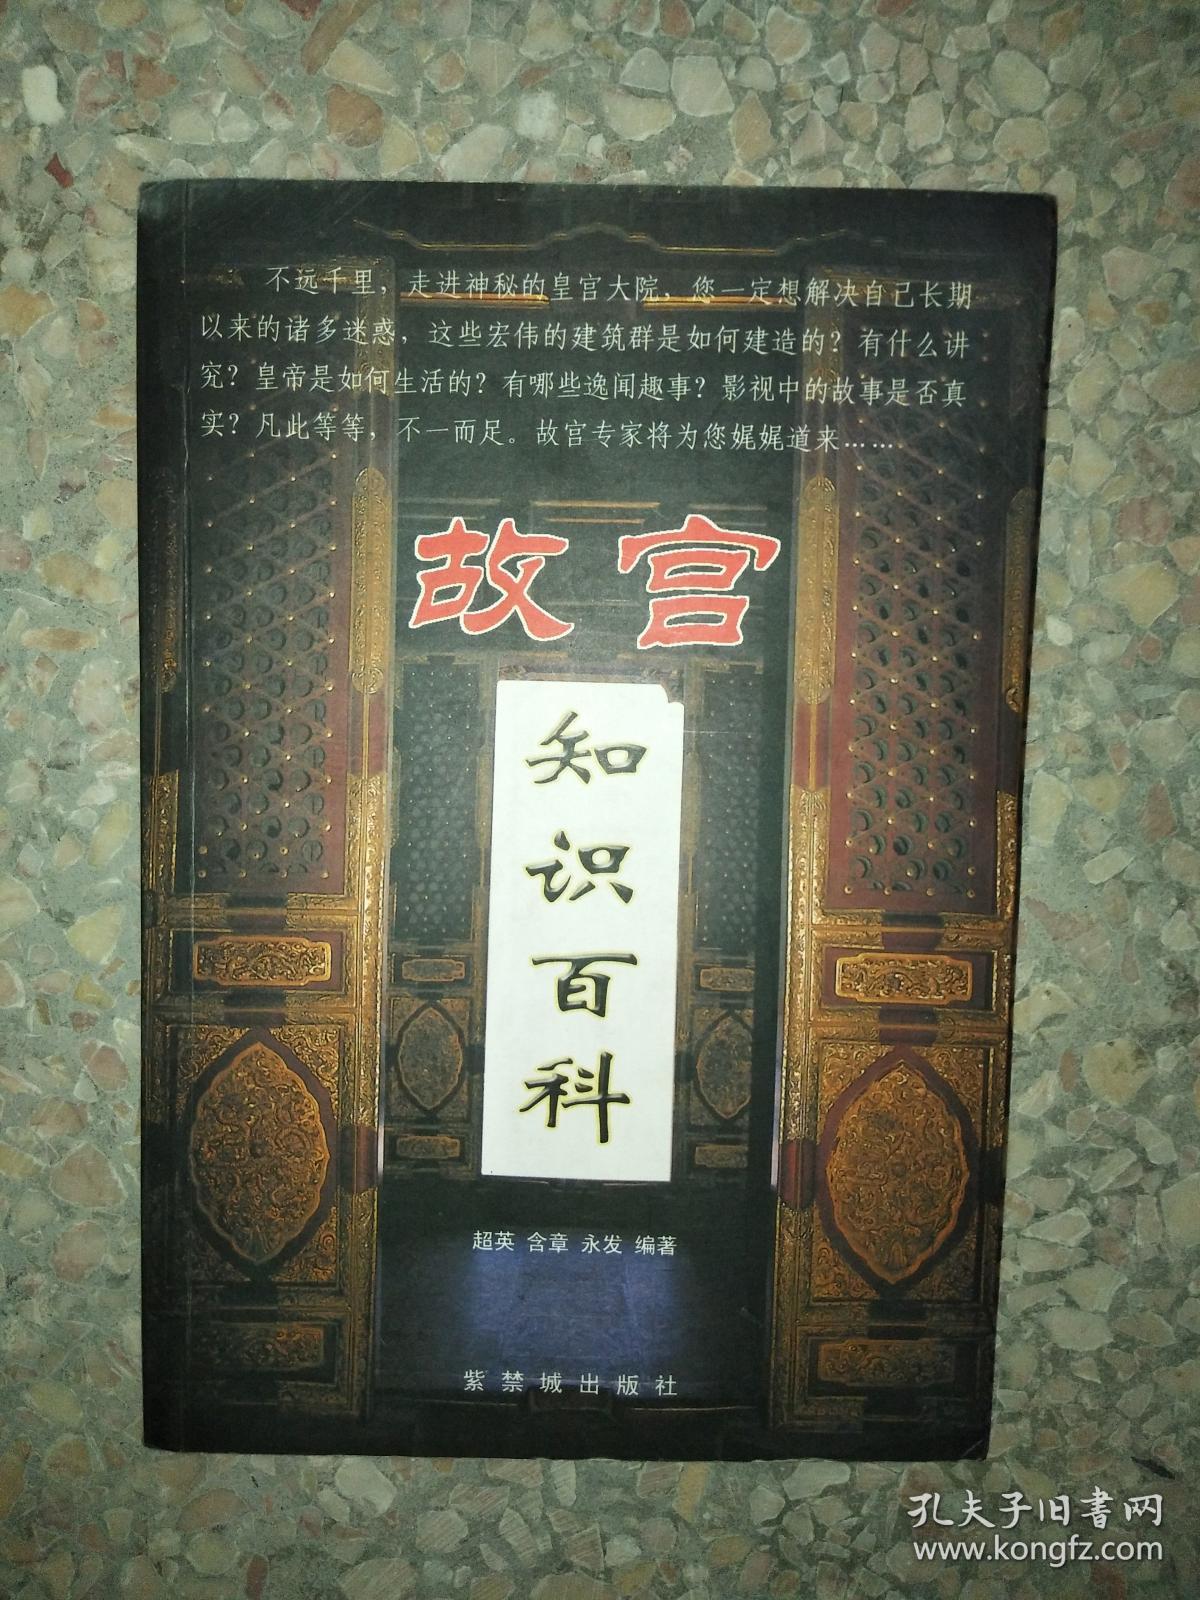 不远千里，走进神秘的皇宫大院，您一定想解决自己长期
以来的诸多迷惑，这些宏伟的建筑群是如何建造的？有什么讲
究？皇帝是如何生活的？有哪些逸闻趣事？影视中的故事是否真
实？凡此等等，不一而足。故宫专家将为您娓娓道来……
故宫
知识百科
超英 含章 永发 编著
紫禁城出版社
孔夫子旧书网
www.kongfz.com